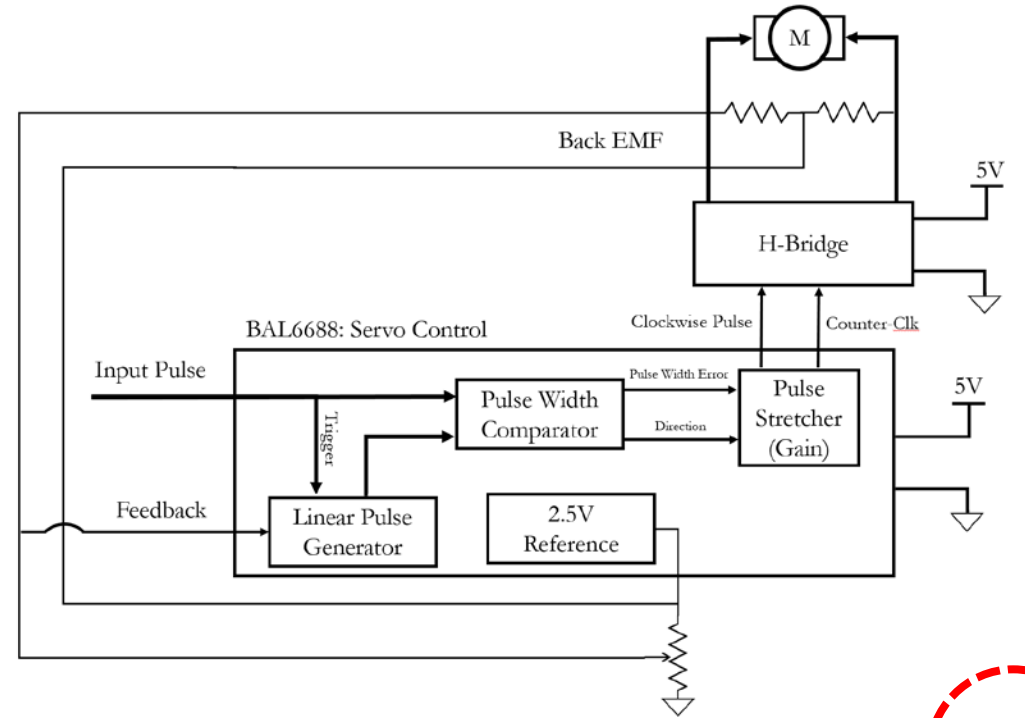 M
Back EMF
5V
H-Bridge
Clockwise Pulse
Counter-Clk
BAL6688: Servo Control
Input Pulse
5V
Trigger
Pulse Width
Comparator
Pulse Width Error
Direction
Pulse
Stretcher
(Gain)
Feedback
Linear Pulse
Generator
2.5V
Reference